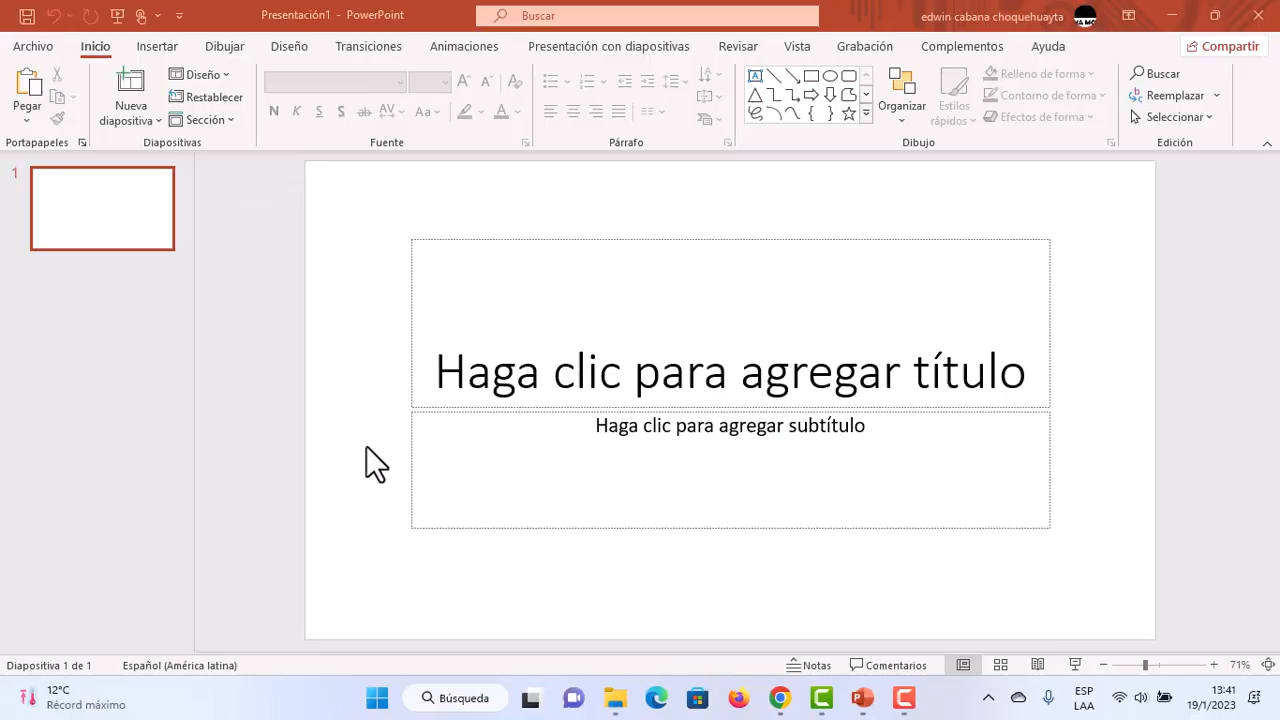 Presentación1 - PowerPoint
Buscar
edwin cabana choquehuayta
Archivo Inicio Insertar Dibujar Diseño Transiciones Animaciones Presentación con diapositivas Revisar Vista Grabación Complementos Ayuda Compartir
Pegar
Portapapeles
Nueva diapositiva
Diseño
Restablecer
Sección
Diapositivas
N K S S ab AV Aa A
Fuente
Párrafo
Organizar
Estilos rápidos
Relleno de forma
Contorno de forma
Efectos de forma
Dibujo
Buscar
Reemplazar
Seleccionar
Edición
1
Haga clic para agregar título
Haga clic para agregar subtítulo
Diapositiva 1 de 1 Español (América latina) Notas Comentarios 71%
12°C
Récord máximo
Búsqueda
ESP
LAA
13:41
19/1/2023